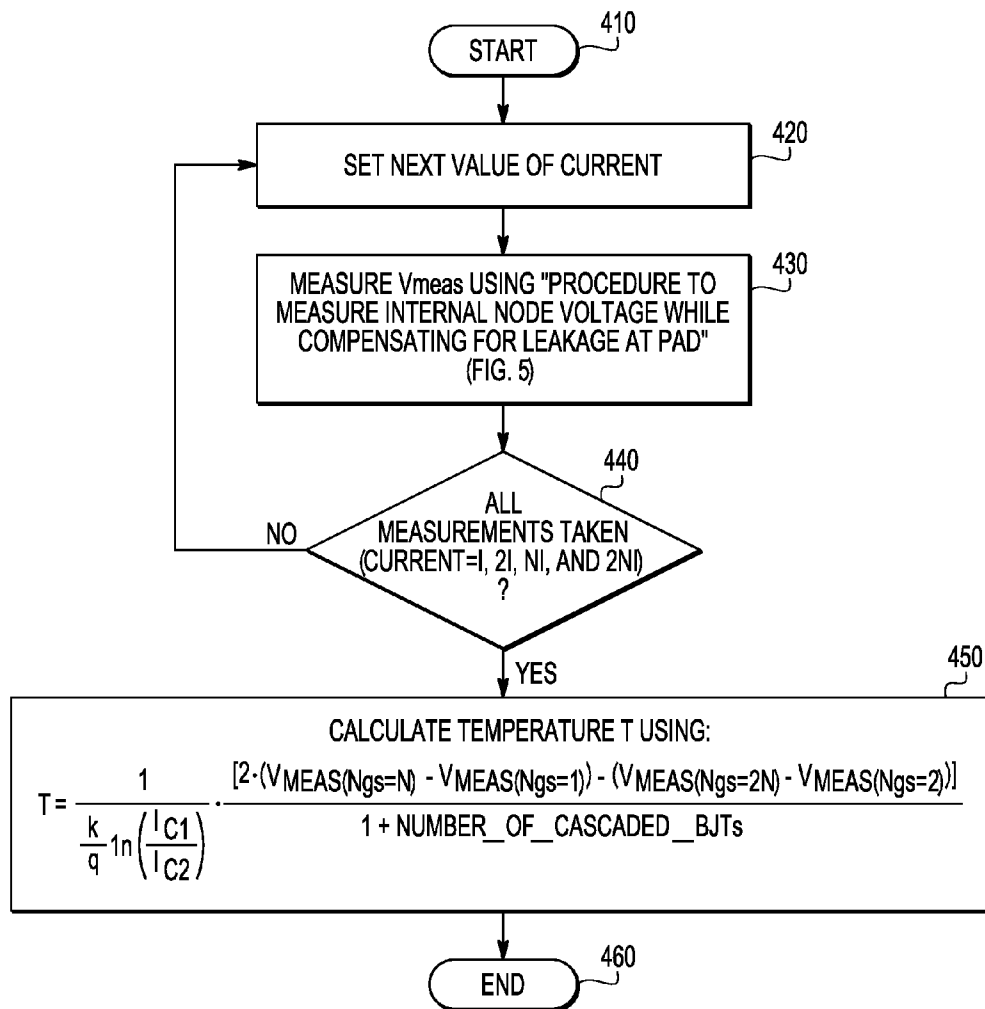 410
START
420
SET NEXT VALUE OF CURRENT
430
MEASURE Vmeas USING "PROCEDURE TO
MEASURE INTERNAL NODE VOLTAGE WHILE
COMPENSATING FOR LEAKAGE AT PAD"
(FIG. 5)
440
ALL
MEASUREMENTS TAKEN
(CURRENT=I, 2I, NI, AND 2NI)
?
NO
YES
450
CALCULATE TEMPERATURE T USING:
T = 1 / (k/q 1n (IC1/IC2)) · [2·(VMEAS(Ngs=N) - VMEAS(Ngs=1)) - (VMEAS(Ngs=2N) - VMEAS(Ngs=2))] / 1 + NUMBER_OF_CASCADED_BJTs
END
460